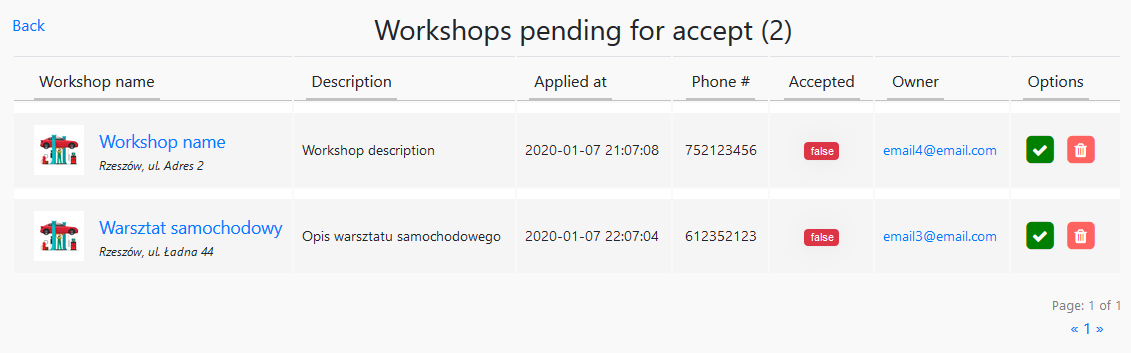 Back
Workshops pending for accept (2)
Workshop name Description Applied at Phone # Accepted Owner Options
Workshop name
Rzeszów, ul. Adres 2
Workshop description 2020-01-07 21:07:08 752123456 false email4@email.com
Warsztat samochodowy
Rzeszów, ul. Ładna 44
Opis warsztatu samochodowego 2020-01-07 22:07:04 612352123 false email3@email.com
Page: 1 of 1
« 1 »